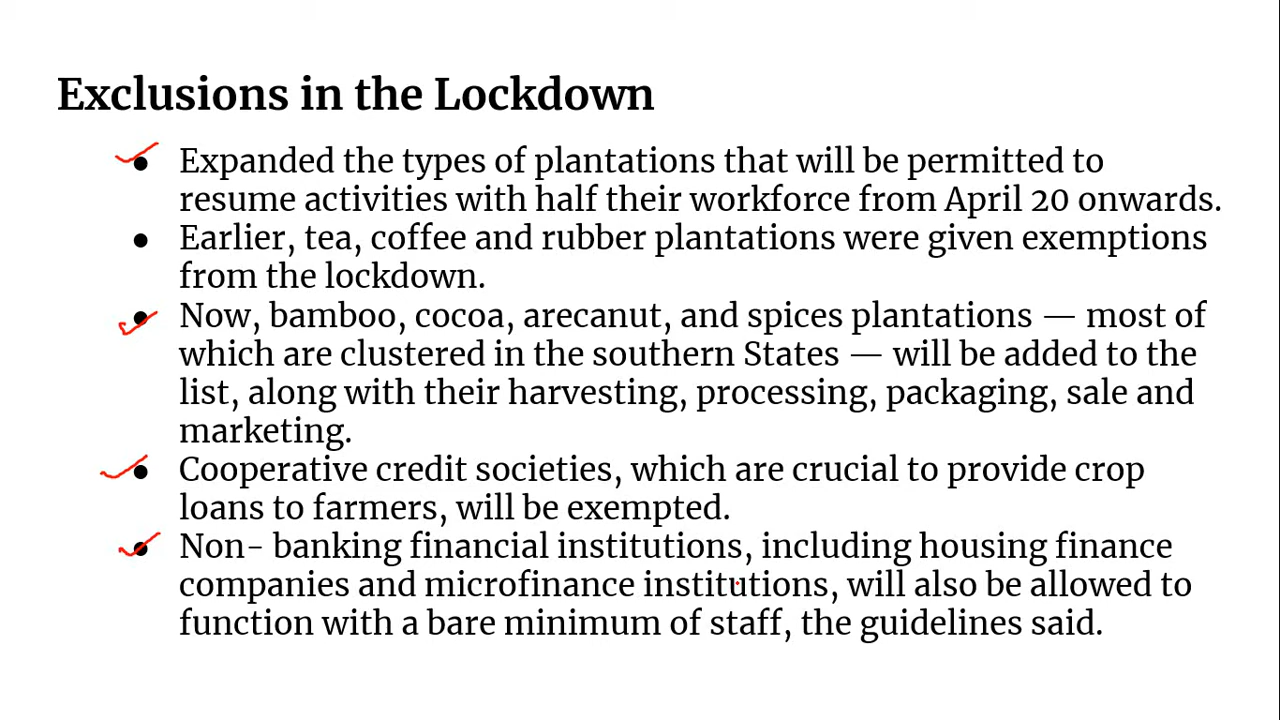 Exclusions in the Lockdown
● Expanded the types of plantations that will be permitted to
resume activities with half their workforce from April 20 onwards.
● Earlier, tea, coffee and rubber plantations were given exemptions
from the lockdown.
● Now, bamboo, cocoa, arecanut, and spices plantations — most of
which are clustered in the southern States — will be added to the
list, along with their harvesting, processing, packaging, sale and
marketing.
● Cooperative credit societies, which are crucial to provide crop
loans to farmers, will be exempted.
● Non- banking financial institutions, including housing finance
companies and microfinance institutions, will also be allowed to
function with a bare minimum of staff, the guidelines said.